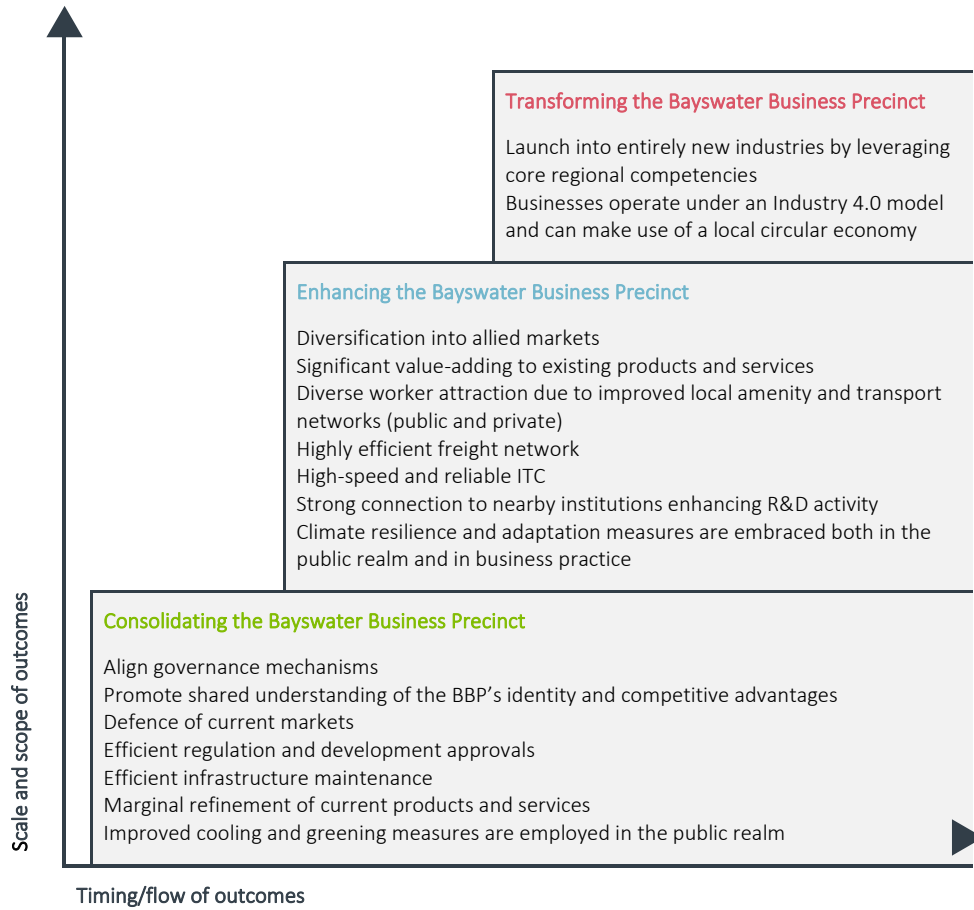 Transforming the Bayswater Business Precinct
Launch into entirely new industries by leveraging
core regional competencies
Businesses operate under an Industry 4.0 model
and can make use of a local circular economy
Enhancing the Bayswater Business Precinct
Diversification into allied markets
Significant value-adding to existing products and services
Diverse worker attraction due to improved local amenity and transport
networks (public and private)
Highly efficient freight network
High-speed and reliable ITC
Strong connection to nearby institutions enhancing R&D activity
Climate resilience and adaptation measures are embraced both in the
public realm and in business practice
Consolidating the Bayswater Business Precinct
Align governance mechanisms
Promote shared understanding of the BBP’s identity and competitive advantages
Defence of current markets
Efficient regulation and development approvals
Efficient infrastructure maintenance
Marginal refinement of current products and services
Improved cooling and greening measures are employed in the public realm
Scale and scope of outcomes
Timing/flow of outcomes